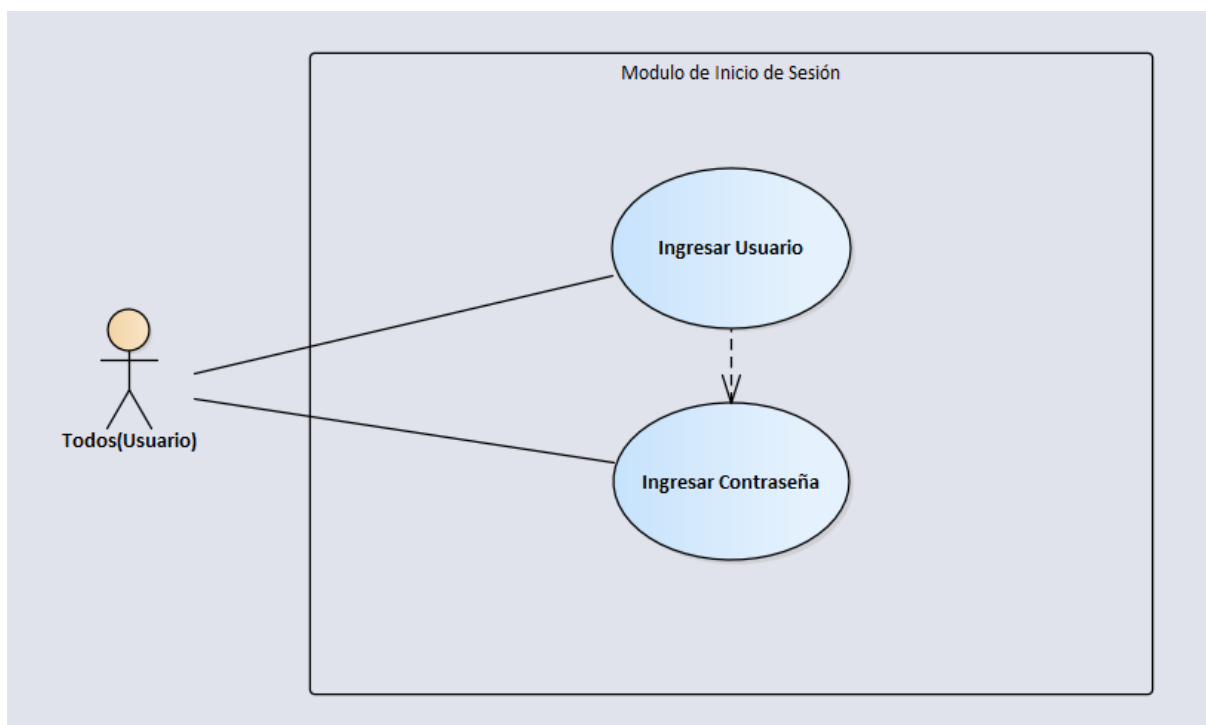 Modulo de Inicio de Sesión
Ingresar Usuario
Todos(Usuario)
Ingresar Contraseña